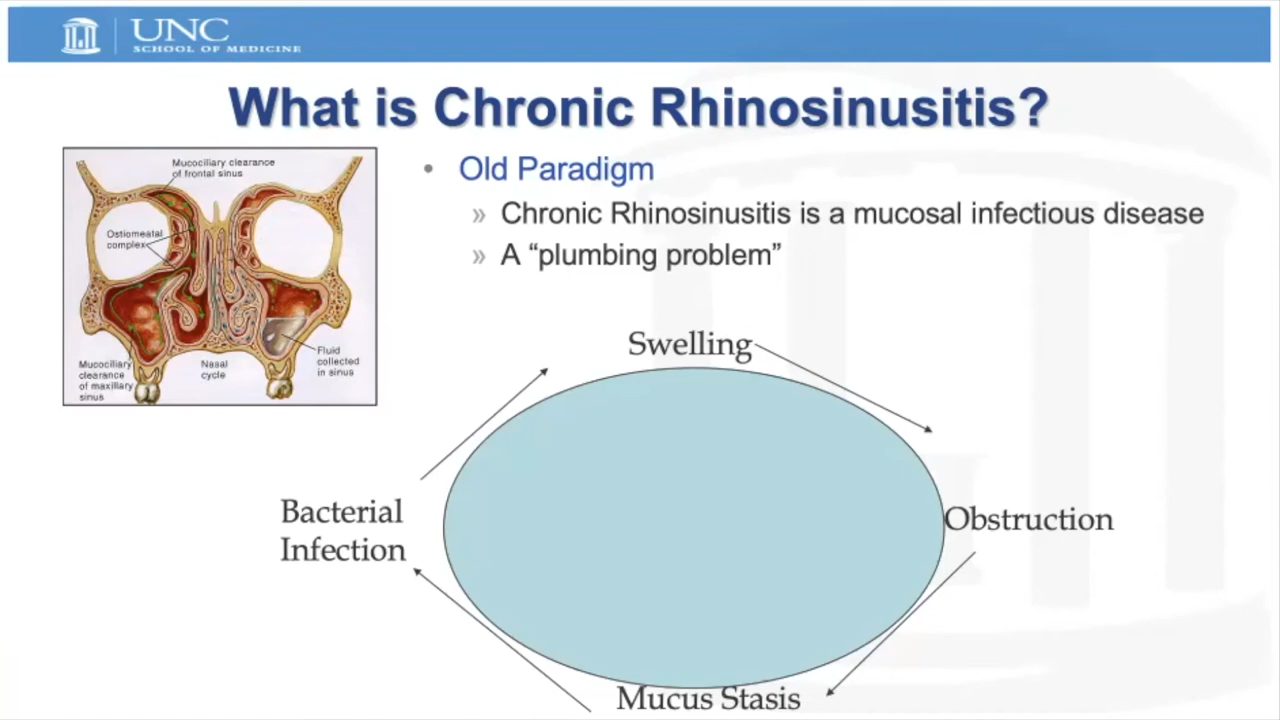 UNC
SCHOOL OF MEDICINE
What is Chronic Rhinosinusitis?
Mucociliary clearance
of frontal sinus
Ostiomeatal
complex
Mucociliary
clearance
of maxillary
sinus
Nasal
cycle
Fluid
collected
in sinus
• Old Paradigm
» Chronic Rhinosinusitis is a mucosal infectious disease
» A “plumbing problem”
Swelling
Obstruction
Mucus Stasis
Bacterial
Infection